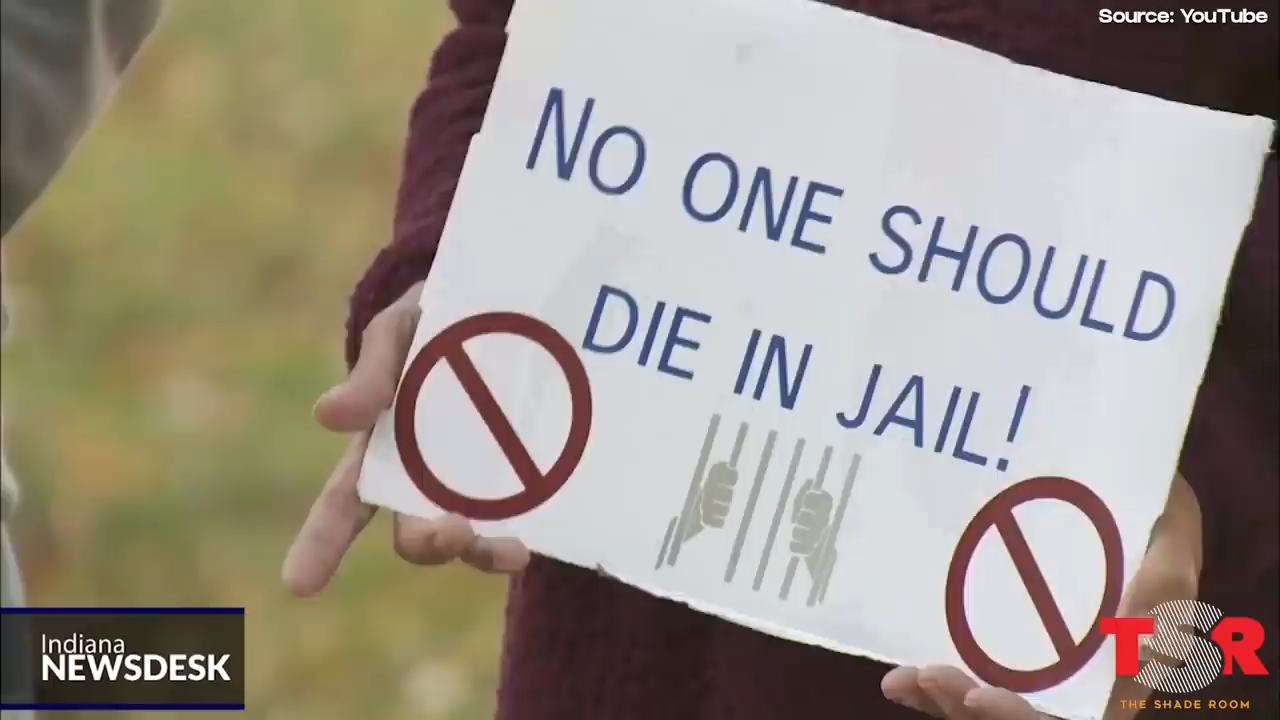 Source: YouTube
NO ONE SHOULD
DIE IN JAIL!
Indiana
NEWSDESK
TSR
THE SHADE ROOM